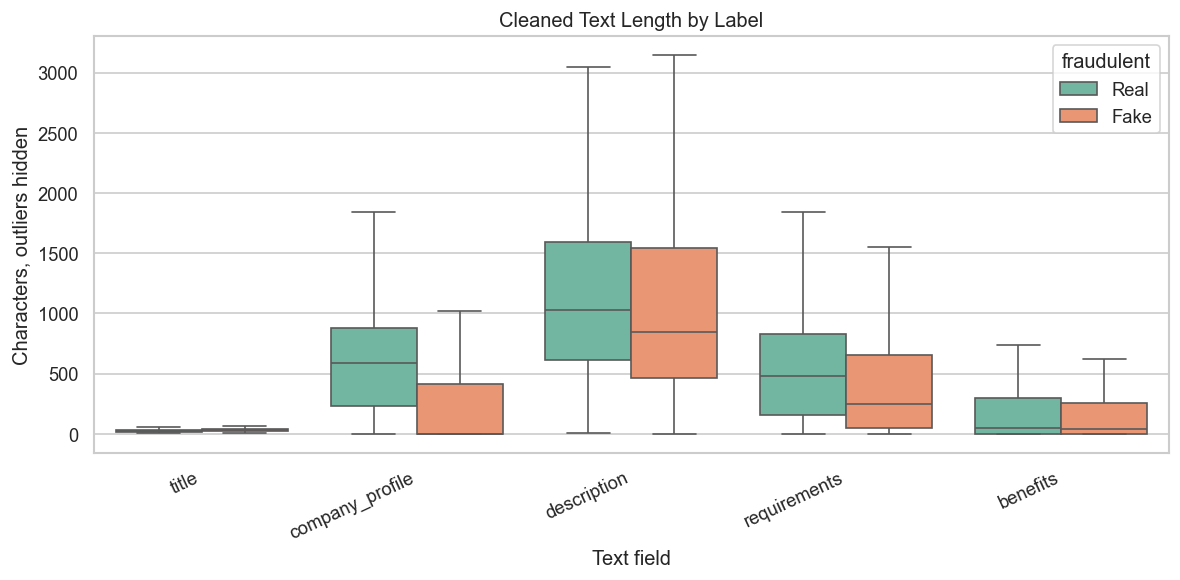 Cleaned Text Length by Label
Characters, outliers hidden
3000
2500
2000
1500
1000
500
0
fraudulent
Real
Fake
title
company_profile
description
requirements
benefits
Text field